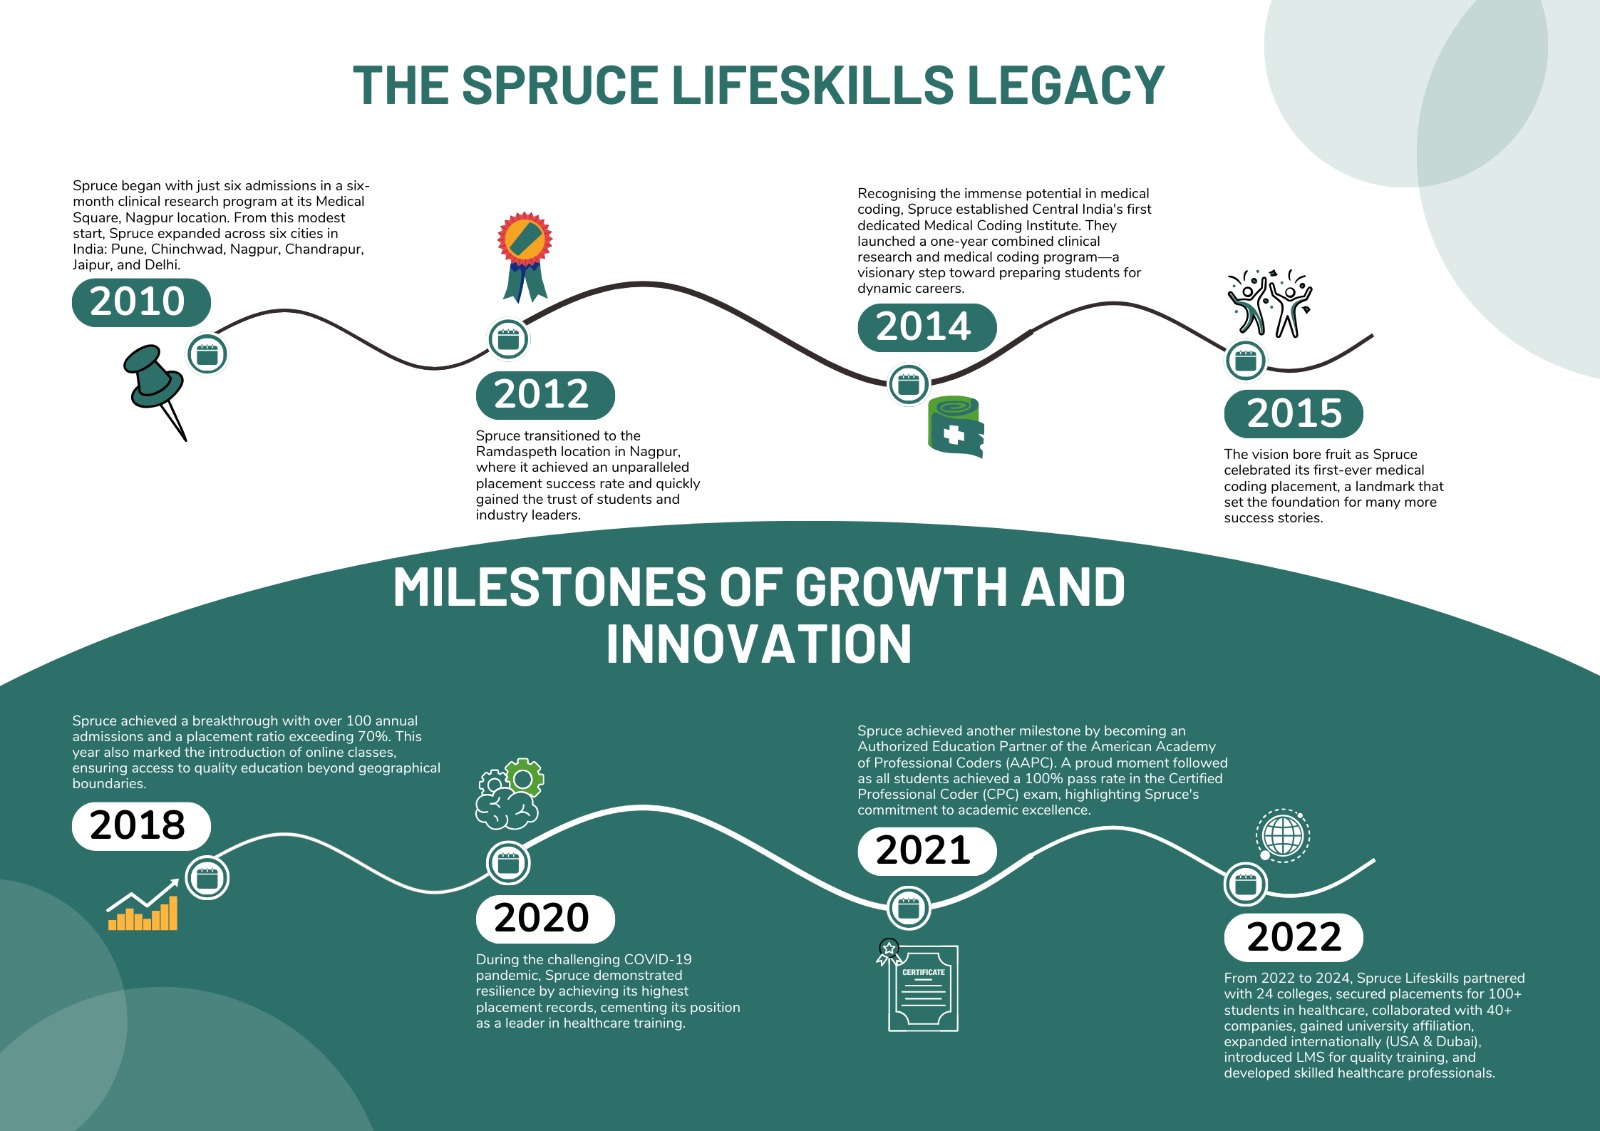 THE SPRUCE LIFESKILLS LEGACY
Spruce began with just six admissions in a six-
month clinical research program at its Medical
Square, Nagpur location. From this modest
start, Spruce expanded across six cities in
India: Pune, Chinchwad, Nagpur, Chandrapur,
Jaipur, and Delhi.
2010
2012
Spruce transitioned to the
Ramdaspeth location in Nagpur,
where it achieved an unparalleled
placement success rate and quickly
gained the trust of students and
industry leaders.
Recognising the immense potential in medical
coding, Spruce established Central India's first
dedicated Medical Coding Institute. They
launched a one-year combined clinical
research and medical coding program—a
visionary step toward preparing students for
dynamic careers.
2014
2015
The vision bore fruit as Spruce
celebrated its first-ever medical
coding placement, a landmark that
set the foundation for many more
success stories.
MILESTONES OF GROWTH AND
INNOVATION
Spruce achieved a breakthrough with over 100 annual
admissions and a placement ratio exceeding 70%. This
year also marked the introduction of online classes,
ensuring access to quality education beyond geographical
boundaries.
2018
2020
During the challenging COVID-19
pandemic, Spruce demonstrated
resilience by achieving its highest
placement records, cementing its position
as a leader in healthcare training.
Spruce achieved another milestone by becoming an
Authorized Education Partner of the American Academy
of Professional Coders (AAPC). A proud moment followed
as all students achieved a 100% pass rate in the Certified
Professional Coder (CPC) exam, highlighting Spruce's
commitment to academic excellence.
2021
CERTIFICATE
2022
From 2022 to 2024, Spruce Lifeskills partnered
with 24 colleges, secured placements for 100+
students in healthcare, collaborated with 40+
companies, gained university affiliation,
expanded internationally (USA & Dubai),
introduced LMS for quality training, and
developed skilled healthcare professionals.